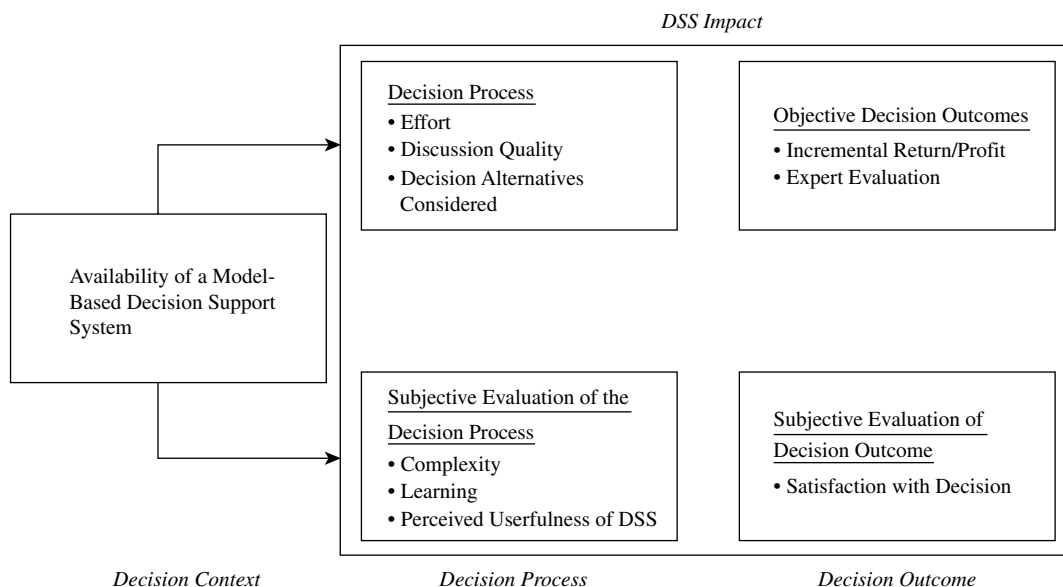 DSS Impact
Decision Process
• Effort
• Discussion Quality
• Decision Alternatives
Considered
Objective Decision Outcomes
• Incremental Return/Profit
• Expert Evaluation
Availability of a Model-
Based Decision Support
System
Subjective Evaluation of the
Decision Process
• Complexity
• Learning
• Perceived Userfulness of DSS
Subjective Evaluation of
Decision Outcome
• Satisfaction with Decision
Decision Context
Decision Process
Decision Outcome